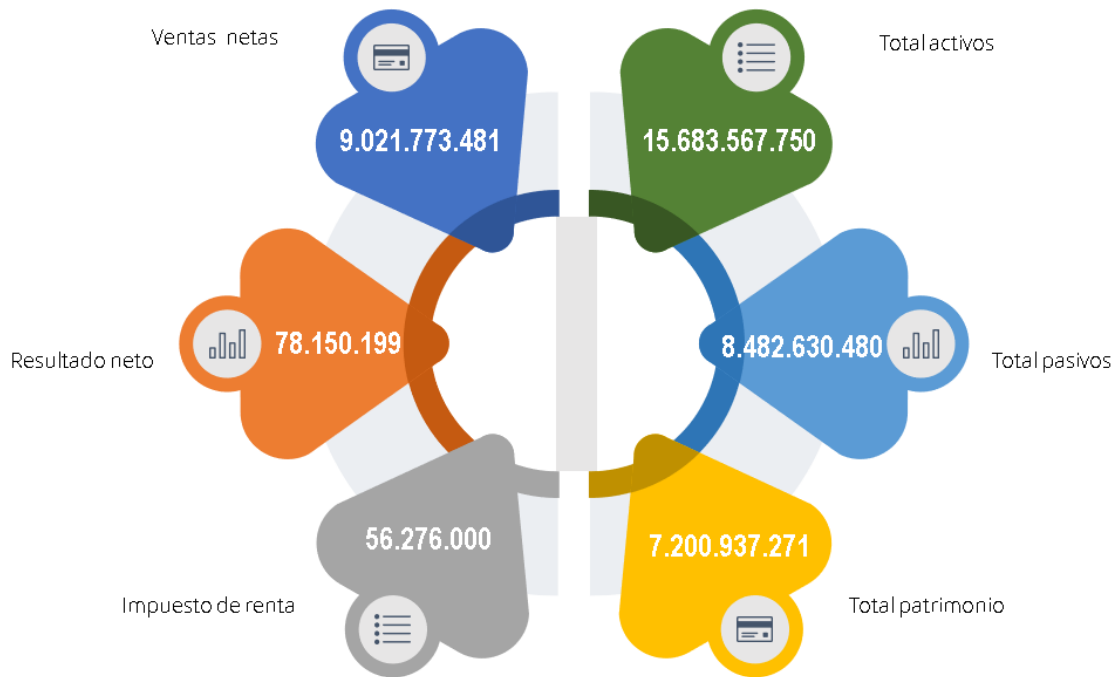 Ventas netas
Total activos
9.021.773.481
15.683.567.750
78.150.199
8.482.630.480
Resultado neto
Total pasivos
56.276.000
7.200.937.271
Impuesto de renta
Total patrimonio